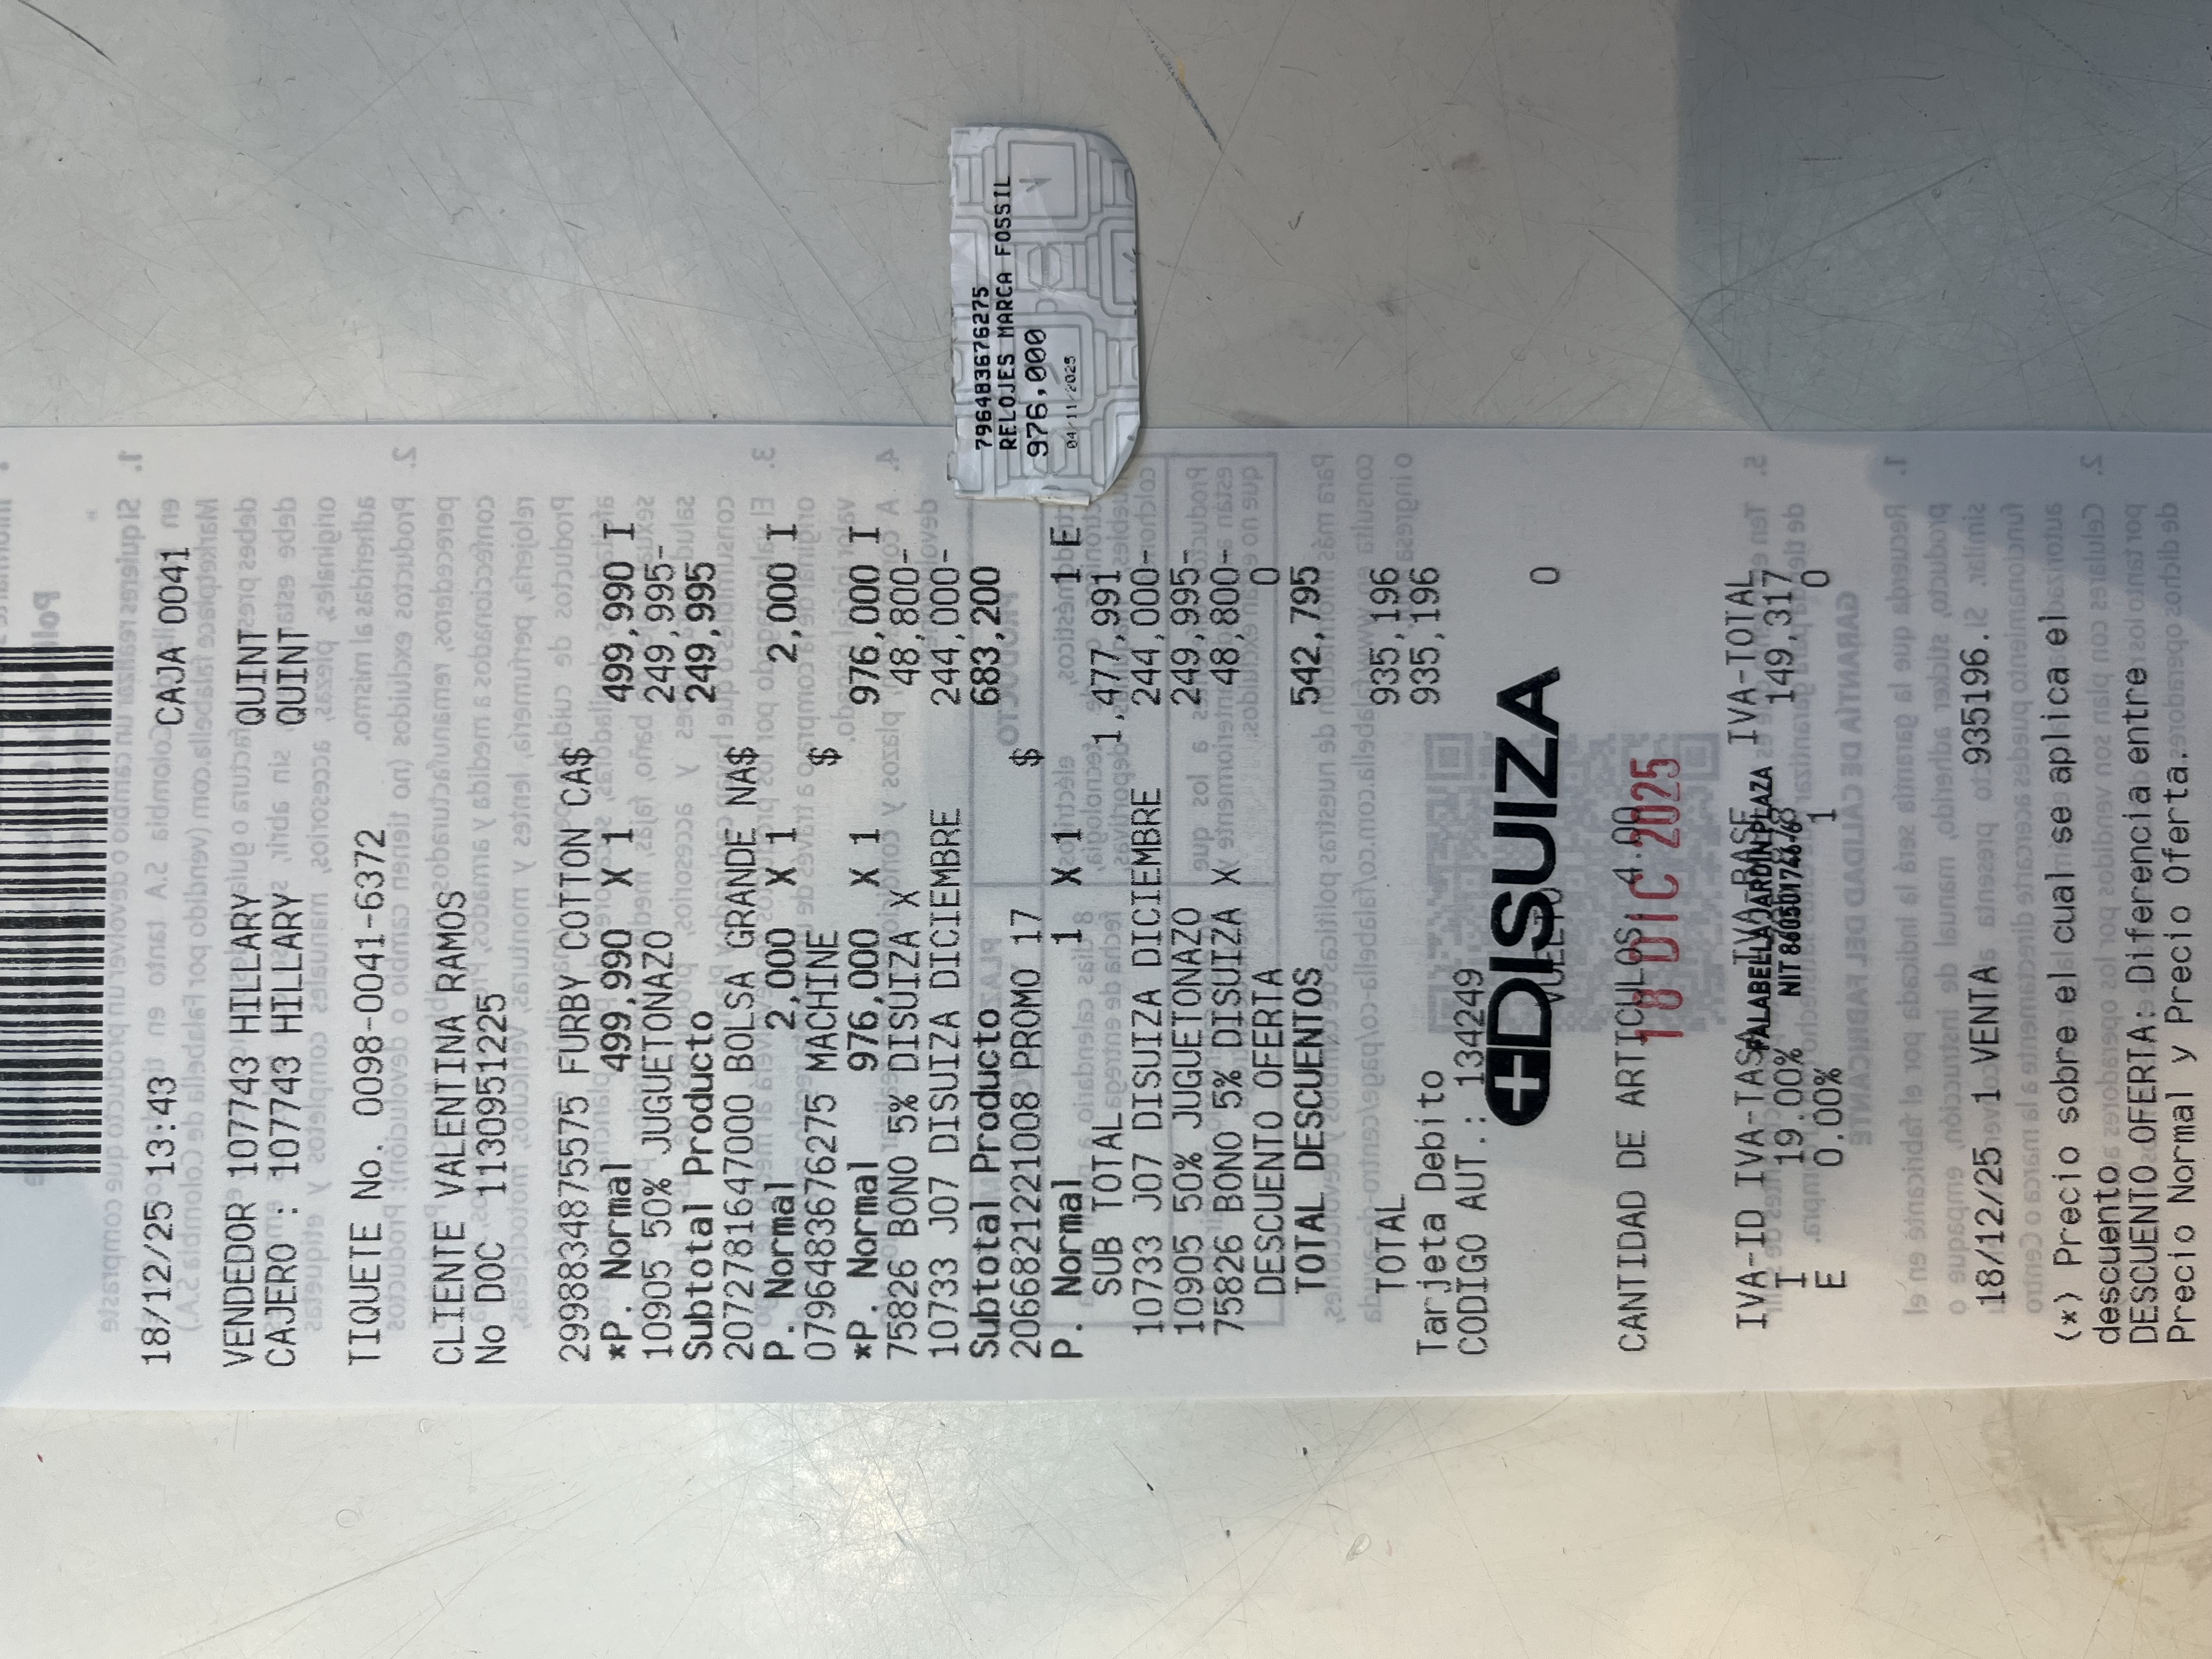 18/12/25 13:43 CAJA 0041
VENDEDOR 107743 HILLARY QUINT
CAJERO : 107743 HILLARY QUINT
TIQUETE No. 0098-0041-6372
CLIENTE VALENTINA RAMOS
No DOC 1130951225
2998834875575 FURBY COTTON CA$
*P. Normal 499,990 X 1 499,990 I
10905 50% JUGUETONAZO 249,995-
Subtotal Producto 249,995
2072781647000 BOLSA GRANDE NA$
P. Normal 2,000 X 1 2,000 I
0796483676275 MACHINE $
*P. Normal 976,000 X 1 976,000 I
75826 BONO 5% DISUIZA X 48,800-
10733 J07 DISUIZA DICIEMBRE 244,000-
Subtotal Producto 683,200
2066821221008 PROMO 17 $
P. Normal 1 X 1 1 E
SUB TOTAL 1,477,991
10733 J07 DISUIZA DICIEMBRE 244,000-
10905 50% JUGUETONAZO 249,995-
75826 BONO 5% DISUIZA X 48,800-
DESCUENTO OFERTA 0
TOTAL DESCUENTOS 542,795
TOTAL 935,196
Tarjeta Debito 935,196
CODIGO AUT.: 134249
DISUIZA
VUELTO 0
CANTIDAD DE ARTICULOS 4.00
18 DIC 2025
IVA-ID IVA-TASA IVA-BASE IVA-TOTAL
FALABELLA JARDIN PLAZA
I 19.00% 149,317
E 0.00% 1 0
18/12/25 1 VENTA 935196.
(*) Precio sobre el cual se aplica el
descuento
DESCUENTO OFERTA: Diferencia entre
Precio Normal y Precio Oferta.
796483676275
RELOJES MARCA FOSSIL
976,000
04/11/2025